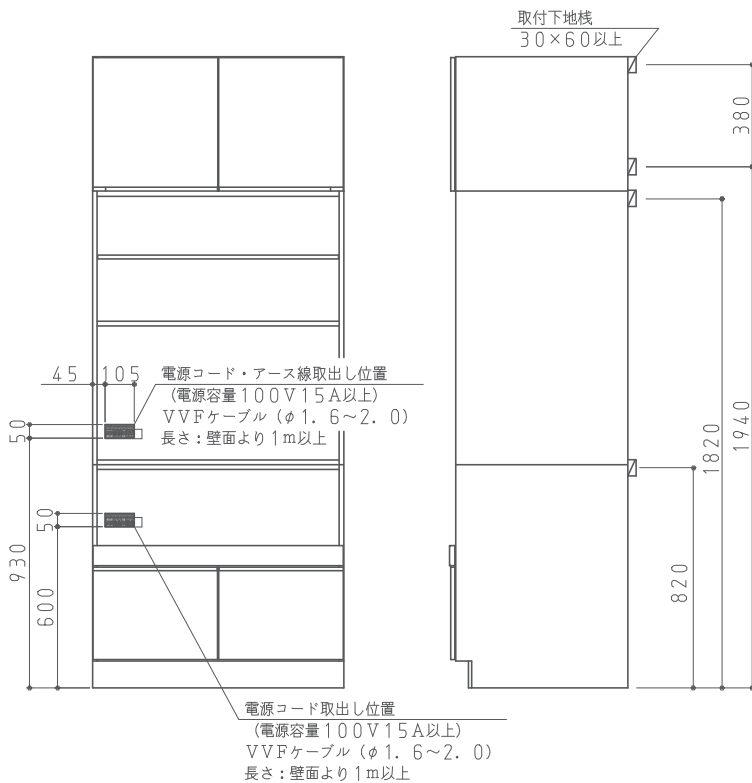 取付下地桟
30×60以上
380
45
105
電源コード・アース線取出し位置
(電源容量100V15A以上)
VVFケーブル(φ1.6~2.0)
長さ:壁面より1m以上
50
1820
1940
50
930
600
820
電源コード取出し位置
(電源容量100V15A以上)
VVFケーブル(φ1.6~2.0)
長さ:壁面より1m以上